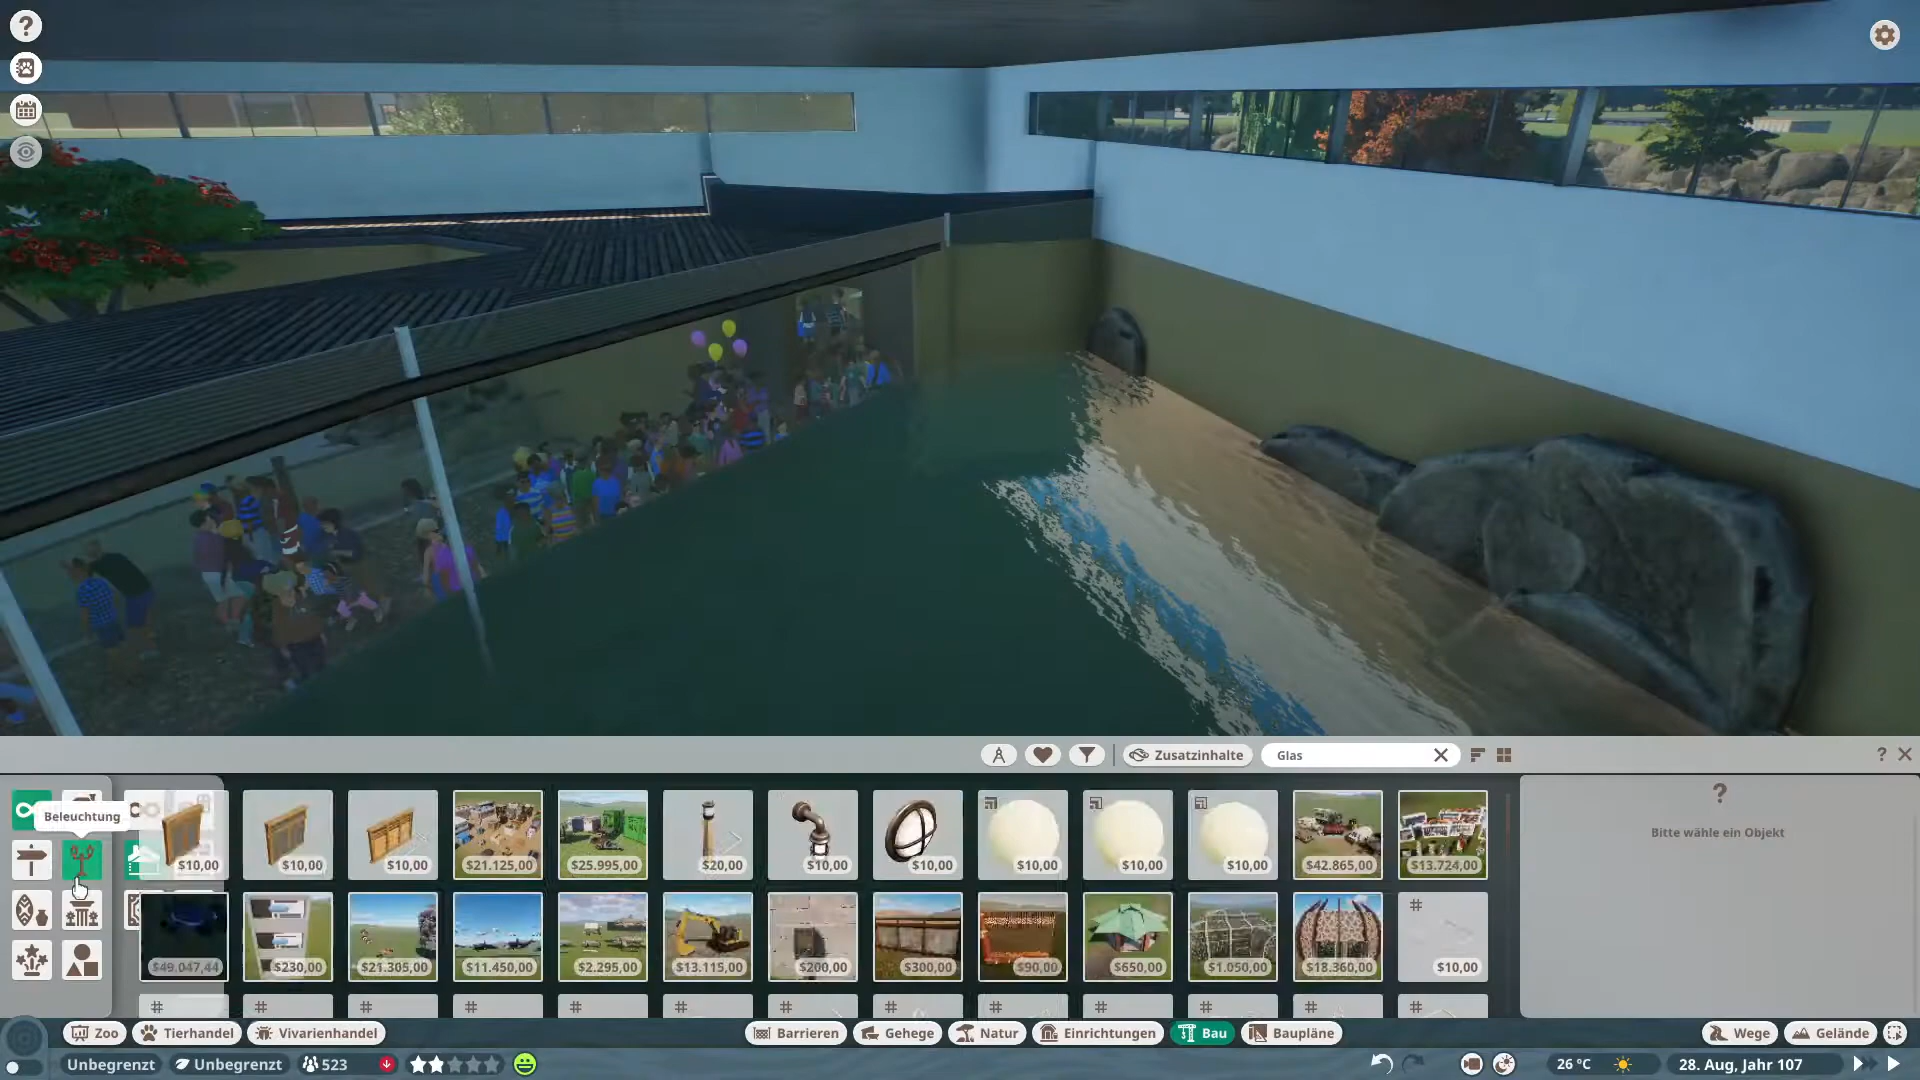 Zusatzinhalte
Glas
Beleuchtung
$10,00
$10,00
$10,00
$21.125,00
$25.995,00
$20,00
$10,00
$10,00
$10,00
$10,00
$10,00
$42.865,00
$13.724,00
Bitte wähle ein Objekt
$49.047,44
$230,00
$21.305,00
$11.450,00
$2.295,00
$13.115,00
$200,00
$300,00
$90,00
$650,00
$1.050,00
$18.360,00
$10,00
Zoo
Tierhandel
Vivarienhandel
Barrieren
Gehege
Natur
Einrichtungen
Bau
Baupläne
Wege
Gelände
Unbegrenzt
Unbegrenzt
523
26 °C
28. Aug, Jahr 107